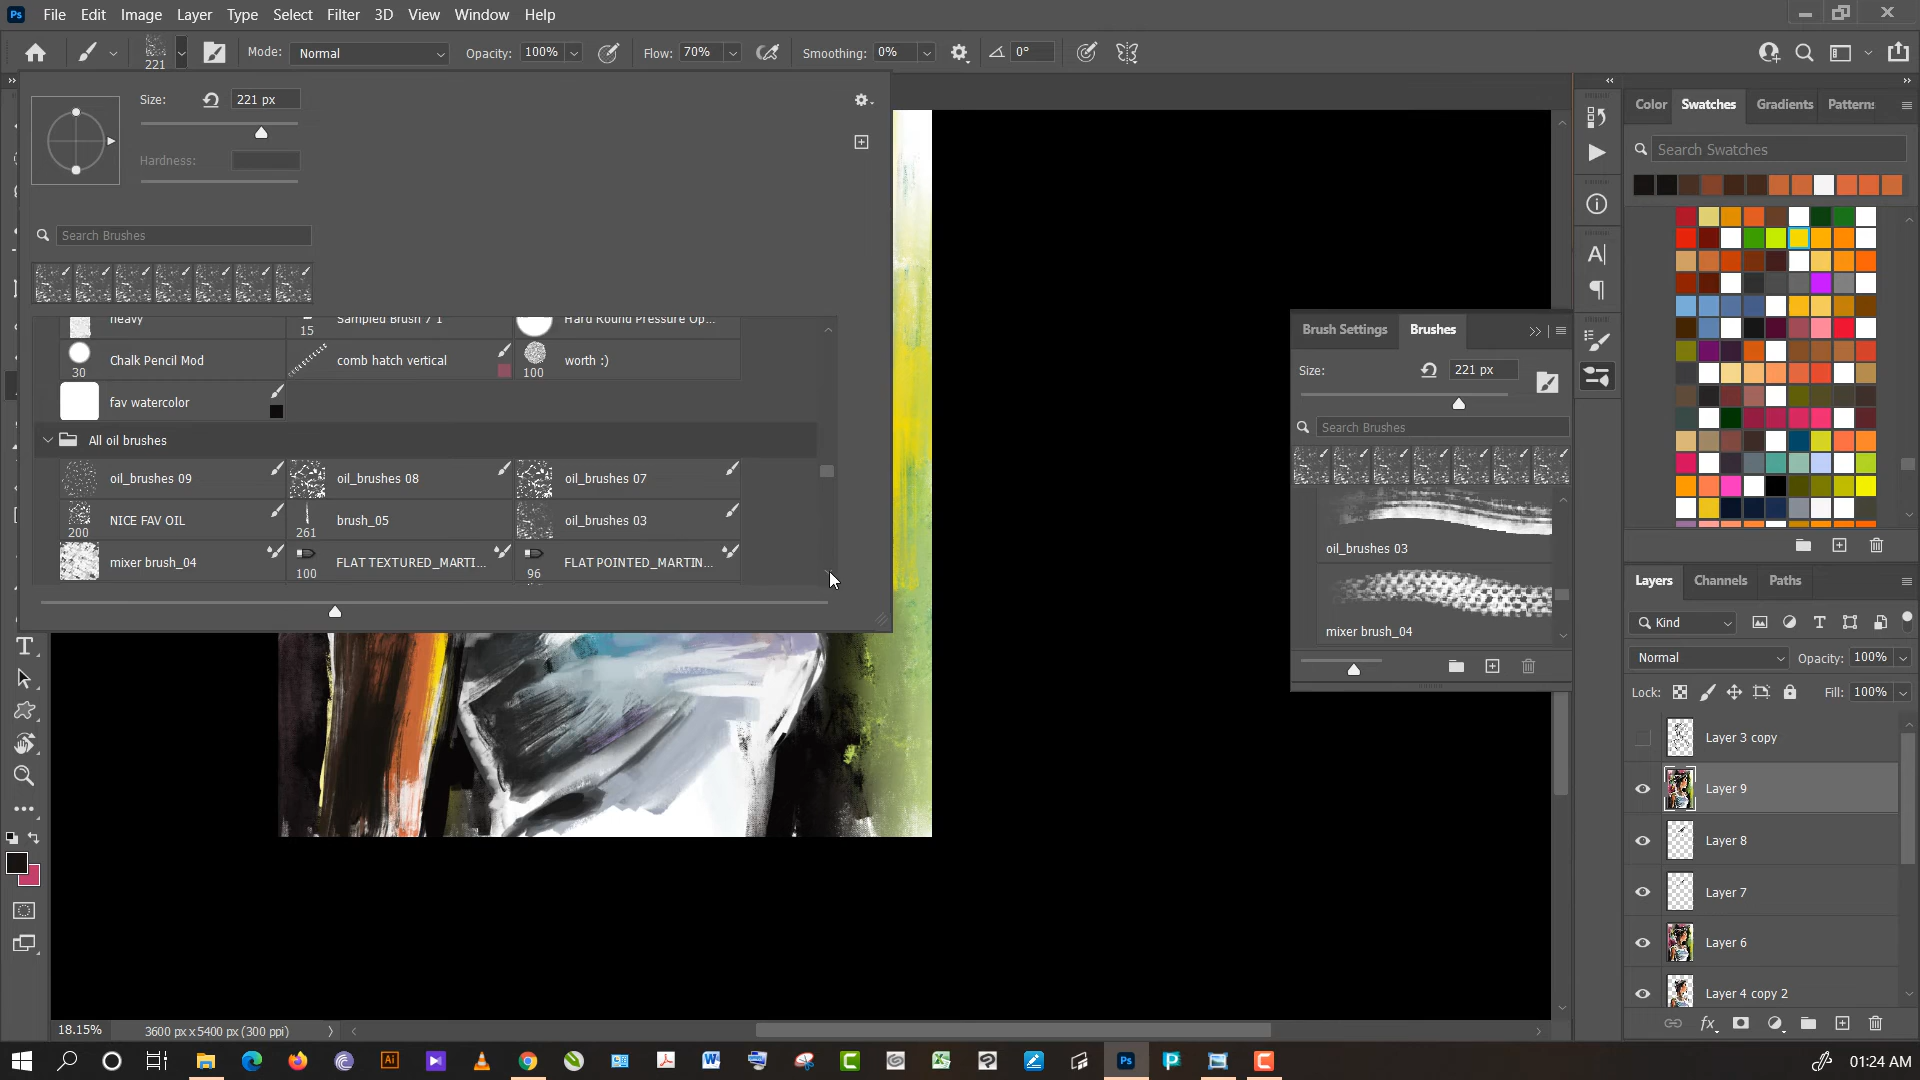 Ps File Edit Image Layer Type Select Filter 3D View Window Help
221 Mode: Normal Opacity: 100% Flow: 70% Smoothing: 0% 0°
Size: 221 px
Hardness:
Search Brushes
heavy
15
Sampled Brush 7 1
Hard Round Pressure Op...
30
Chalk Pencil Mod
comb hatch vertical
100
worth :)
fav watercolor
All oil brushes
oil_brushes 09
oil_brushes 08
oil_brushes 07
200
NICE FAV OIL
261
brush_05
oil_brushes 03
mixer brush_04
100
FLAT TEXTURED_MARTI...
96
FLAT POINTED_MARTIN...
Brush Settings Brushes
Size: 221 px
Search Brushes
oil_brushes 03
mixer brush_04
Color Swatches Gradients Patterns
Search Swatches
Layers Channels Paths
Kind
Normal Opacity: 100%
Lock: Fill: 100%
Layer 3 copy
Layer 9
Layer 8
Layer 7
Layer 6
Layer 4 copy 2
18.15% 3600 px x 5400 px (300 ppi)
01:24 AM